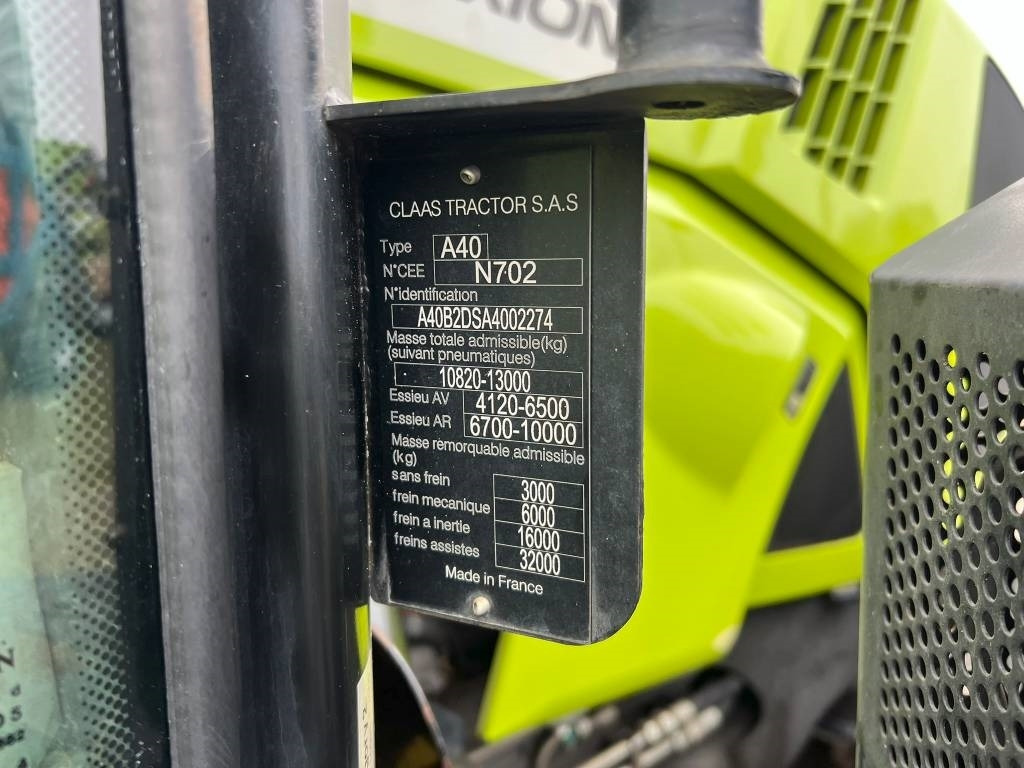 CLAAS TRACTOR S.A.S
Type A40
N°CEE N702
N°identification
A40B2DSA4002274
Masse totale admissible(kg)
(suivant pneumatiques)
10820-13000
Essieu AV 4120-6500
Essieu AR 6700-10000
Masse remorquable admissible
(kg)
sans frein 3000
frein mecanique 6000
frein a inertie 16000
freins assistes 32000
Made in France